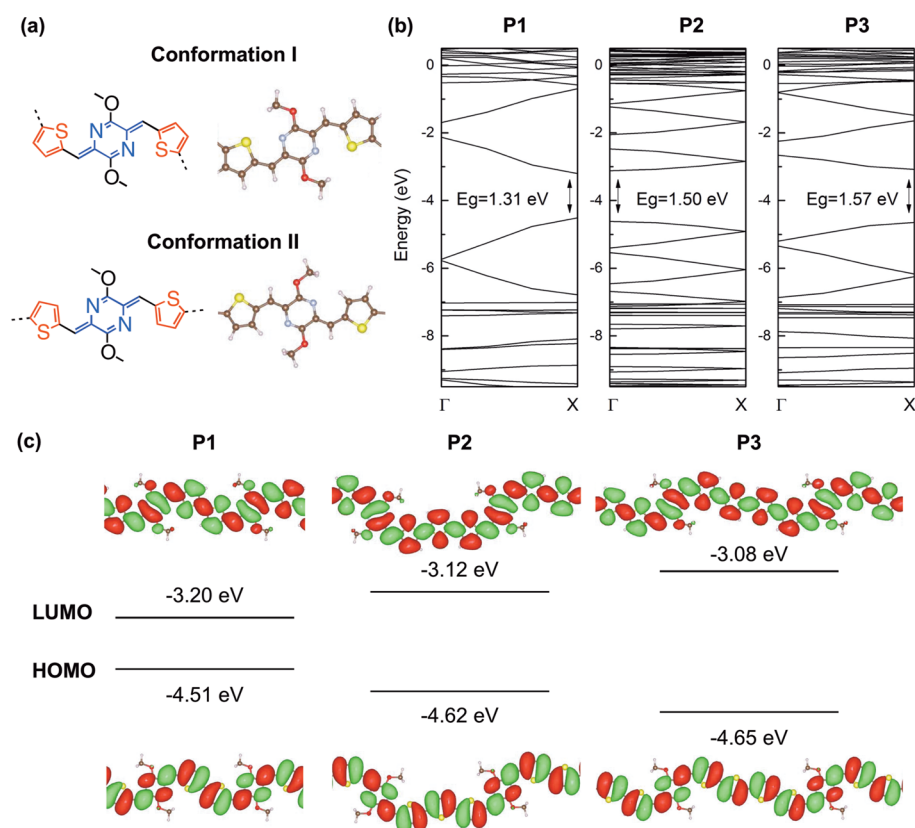 (a)
Conformation I
O
S
N
N
S
O
Conformation II
O
S
N
N
S
O
(b)
P1 P2 P3
Energy (eV)
0
-2
-4
-6
-8
Eg=1.31 eV Eg=1.50 eV Eg=1.57 eV
Γ X Γ X Γ X
(c)
P1 P2 P3
-3.20 eV -3.12 eV -3.08 eV
LUMO
HOMO
-4.51 eV -4.62 eV -4.65 eV